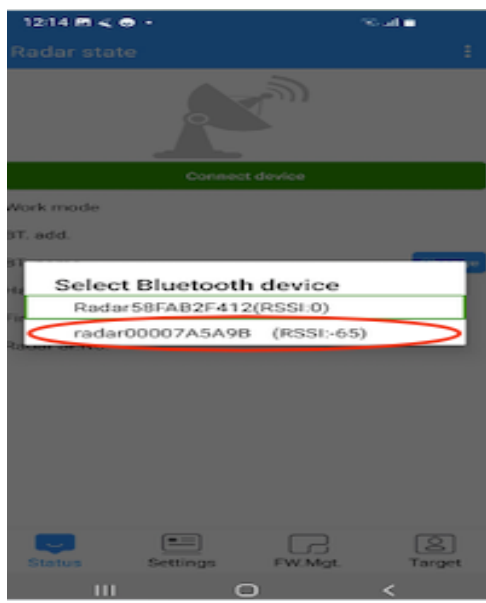 12:14
Radar state
Connect device
Work mode
BT. add.
Select Bluetooth device
Radar58FAB2F412(RSSI:0)
radar00007A5A9B (RSSI:-65)
Status Settings FW.Mgt. Target